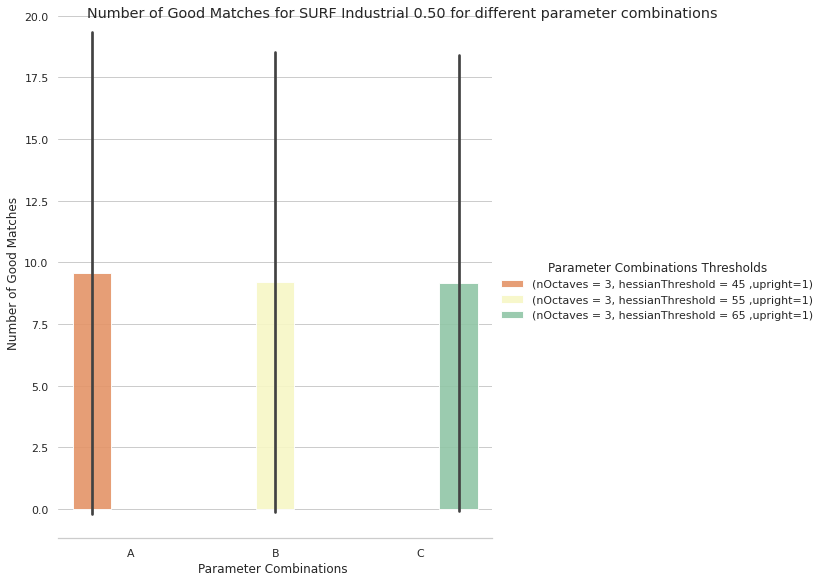 Number of Good Matches for SURF Industrial 0.50 for different parameter combinations
20.0
17.5
15.0
12.5
10.0
7.5
5.0
2.5
0.0
Number of Good Matches
A B C
Parameter Combinations
Parameter Combinations Thresholds
(nOctaves = 3, hessianThreshold = 45 ,upright=1)
(nOctaves = 3, hessianThreshold = 55 ,upright=1)
(nOctaves = 3, hessianThreshold = 65 ,upright=1)